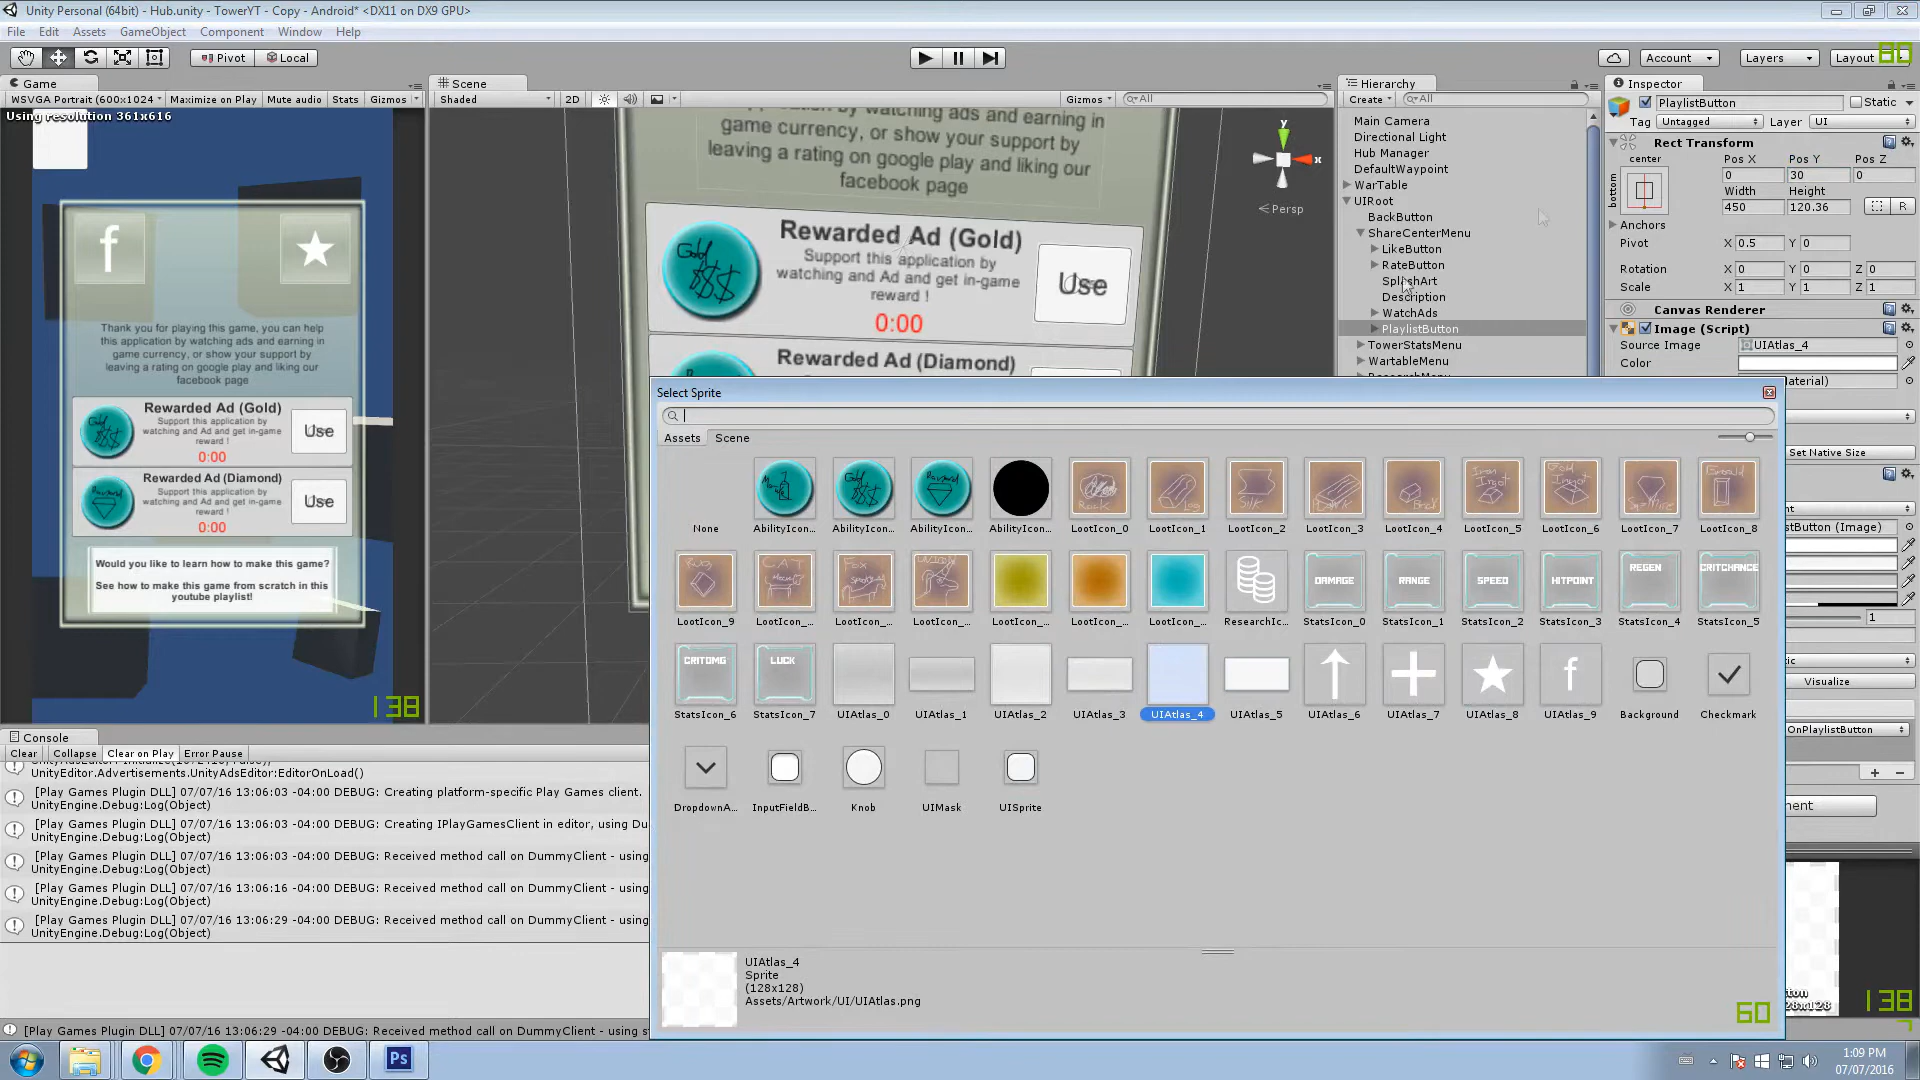 Unity Personal (64bit) - Hub.unity - TowerYT - Copy - Android* <DX11 on DX9 GPU>
File Edit Assets GameObject Component Window Help
Pivot Local
Account Layers Layout
80
Game
WSVGA Portrait (600x1024 Maximize on Play Mute audio Stats Gizmos
Using resolution 361x616
f
Thank you for playing this game, you can help
this application by watching ads and earning in
game currency, or show your support by
leaving a rating on google play and liking our
facebook page
Rewarded Ad (Gold)
Support this application by
watching and Ad and get in-game
reward !
0:00
Gold
$$$
Use
Rewarded Ad (Diamond)
Support this application by
watching and Ad and get in-game
reward !
0:00
Use
Would you like to learn how to make this game?
See how to make this game from scratch in this
youtube playlist!
138
Scene
Shaded 2D Gizmos All
game currency, or show your support by
leaving a rating on google play and liking our
facebook page
Rewarded Ad (Gold)
Support this application by
watching and Ad and get in-game
reward !
0:00
Gold
$$$
Use
Rewarded Ad (Diamond)
y
x
Persp
Hierarchy
Create All
Main Camera
Directional Light
Hub Manager
DefaultWaypoint
WarTable
UIRoot
BackButton
ShareCenterMenu
LikeButton
RateButton
SplashArt
Description
WatchAds
PlaylistButton
TowerStatsMenu
WartableMenu
Inspector
PlaylistButton Static
Tag Untagged Layer UI
Rect Transform
center Pos X Pos Y Pos Z
0 30 0
bottom
Width Height
450 120.36 R
Anchors
Pivot X 0.5 Y 0
Rotation X 0 Y 0 Z 0
Scale X 1 Y 1 Z 1
Canvas Renderer
Image (Script)
Source Image UIAtlas_4
Color
Material)
Set Native Size
(Image)
1
Visualize
OnPlaylistButton
+ −
138
Select Sprite
Assets Scene
None AbilityIcon... AbilityIcon... AbilityIcon... AbilityIcon... LootIcon_0 LootIcon_1 LootIcon_2 LootIcon_3 LootIcon_4 LootIcon_5 LootIcon_6 LootIcon_7 LootIcon_8
DAMAGE RANGE SPEED HITPOINT REGEN CRITCHANCE
LootIcon_9 LootIcon_... LootIcon_... LootIcon_... LootIcon_... LootIcon_... LootIcon_... ResearchIc... StatsIcon_0 StatsIcon_1 StatsIcon_2 StatsIcon_3 StatsIcon_4 StatsIcon_5
CRITDMG LUCK f
StatsIcon_6 StatsIcon_7 UIAtlas_0 UIAtlas_1 UIAtlas_2 UIAtlas_3 UIAtlas_4 UIAtlas_5 UIAtlas_6 UIAtlas_7 UIAtlas_8 UIAtlas_9 Background Checkmark
DropdownA... InputFieldB... Knob UIMask UISprite
UIAtlas_4
Sprite
(128x128)
Assets/Artwork/UI/UIAtlas.png
60
Console
Clear Collapse Clear on Play Error Pause
UnityEditor.Advertisements.UnityAdsEditor:EditorOnLoad()
[Play Games Plugin DLL] 07/07/16 13:06:03 -04:00 DEBUG: Creating platform-specific Play Games client.
UnityEngine.Debug:Log(Object)
[Play Games Plugin DLL] 07/07/16 13:06:03 -04:00 DEBUG: Creating IPlayGamesClient in editor, using Du
UnityEngine.Debug:Log(Object)
[Play Games Plugin DLL] 07/07/16 13:06:03 -04:00 DEBUG: Received method call on DummyClient - using
UnityEngine.Debug:Log(Object)
[Play Games Plugin DLL] 07/07/16 13:06:16 -04:00 DEBUG: Received method call on DummyClient - using
UnityEngine.Debug:Log(Object)
[Play Games Plugin DLL] 07/07/16 13:06:29 -04:00 DEBUG: Received method call on DummyClient - using
UnityEngine.Debug:Log(Object)
[Play Games Plugin DLL] 07/07/16 13:06:29 -04:00 DEBUG: Received method call on DummyClient - using
Ps
1:09 PM
07/07/2016